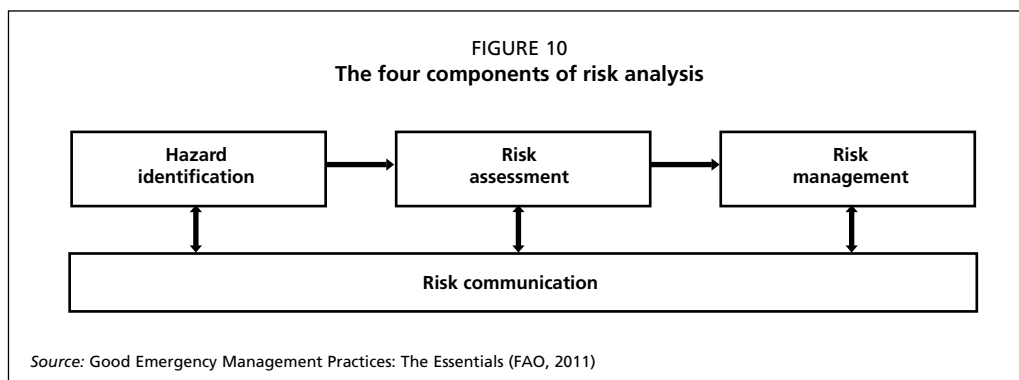 FIGURE 10
The four components of risk analysis
Hazard
identification
Risk
assessment
Risk
management
Risk communication
Source: Good Emergency Management Practices: The Essentials (FAO, 2011)